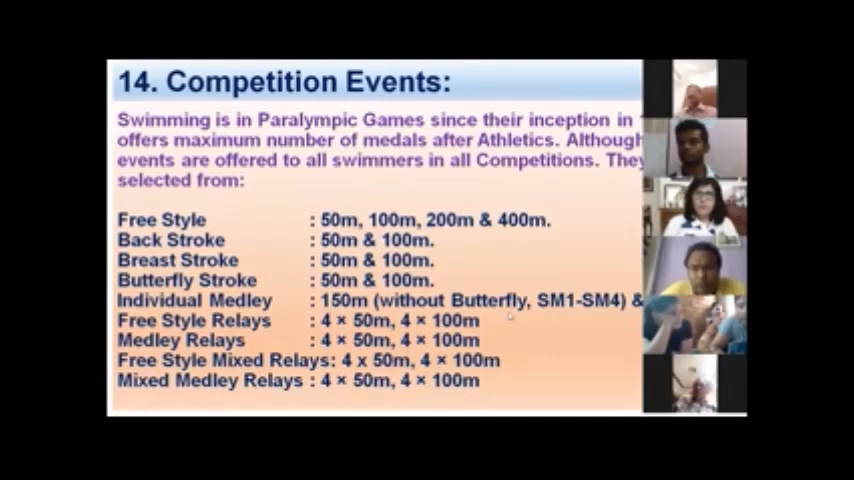 14. Competition Events:
Swimming is in Paralympic Games since their inception in
offers maximum number of medals after Athletics. Although
events are offered to all swimmers in all Competitions. They
selected from:
Free Style : 50m, 100m, 200m & 400m.
Back Stroke : 50m & 100m.
Breast Stroke : 50m & 100m.
Butterfly Stroke : 50m & 100m.
Individual Medley : 150m (without Butterfly, SM1-SM4) &
Free Style Relays : 4 × 50m, 4 × 100m
Medley Relays : 4 × 50m, 4 × 100m
Free Style Mixed Relays: 4 x 50m, 4 × 100m
Mixed Medley Relays : 4 × 50m, 4 × 100m